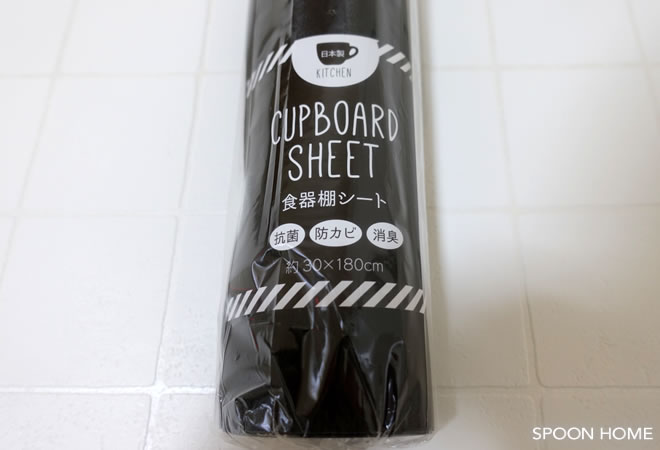 日本製
KITCHEN
CUPBOARD
SHEET
食器棚シート
抗菌 防カビ 消臭
約30×180cm
SPOON HOME